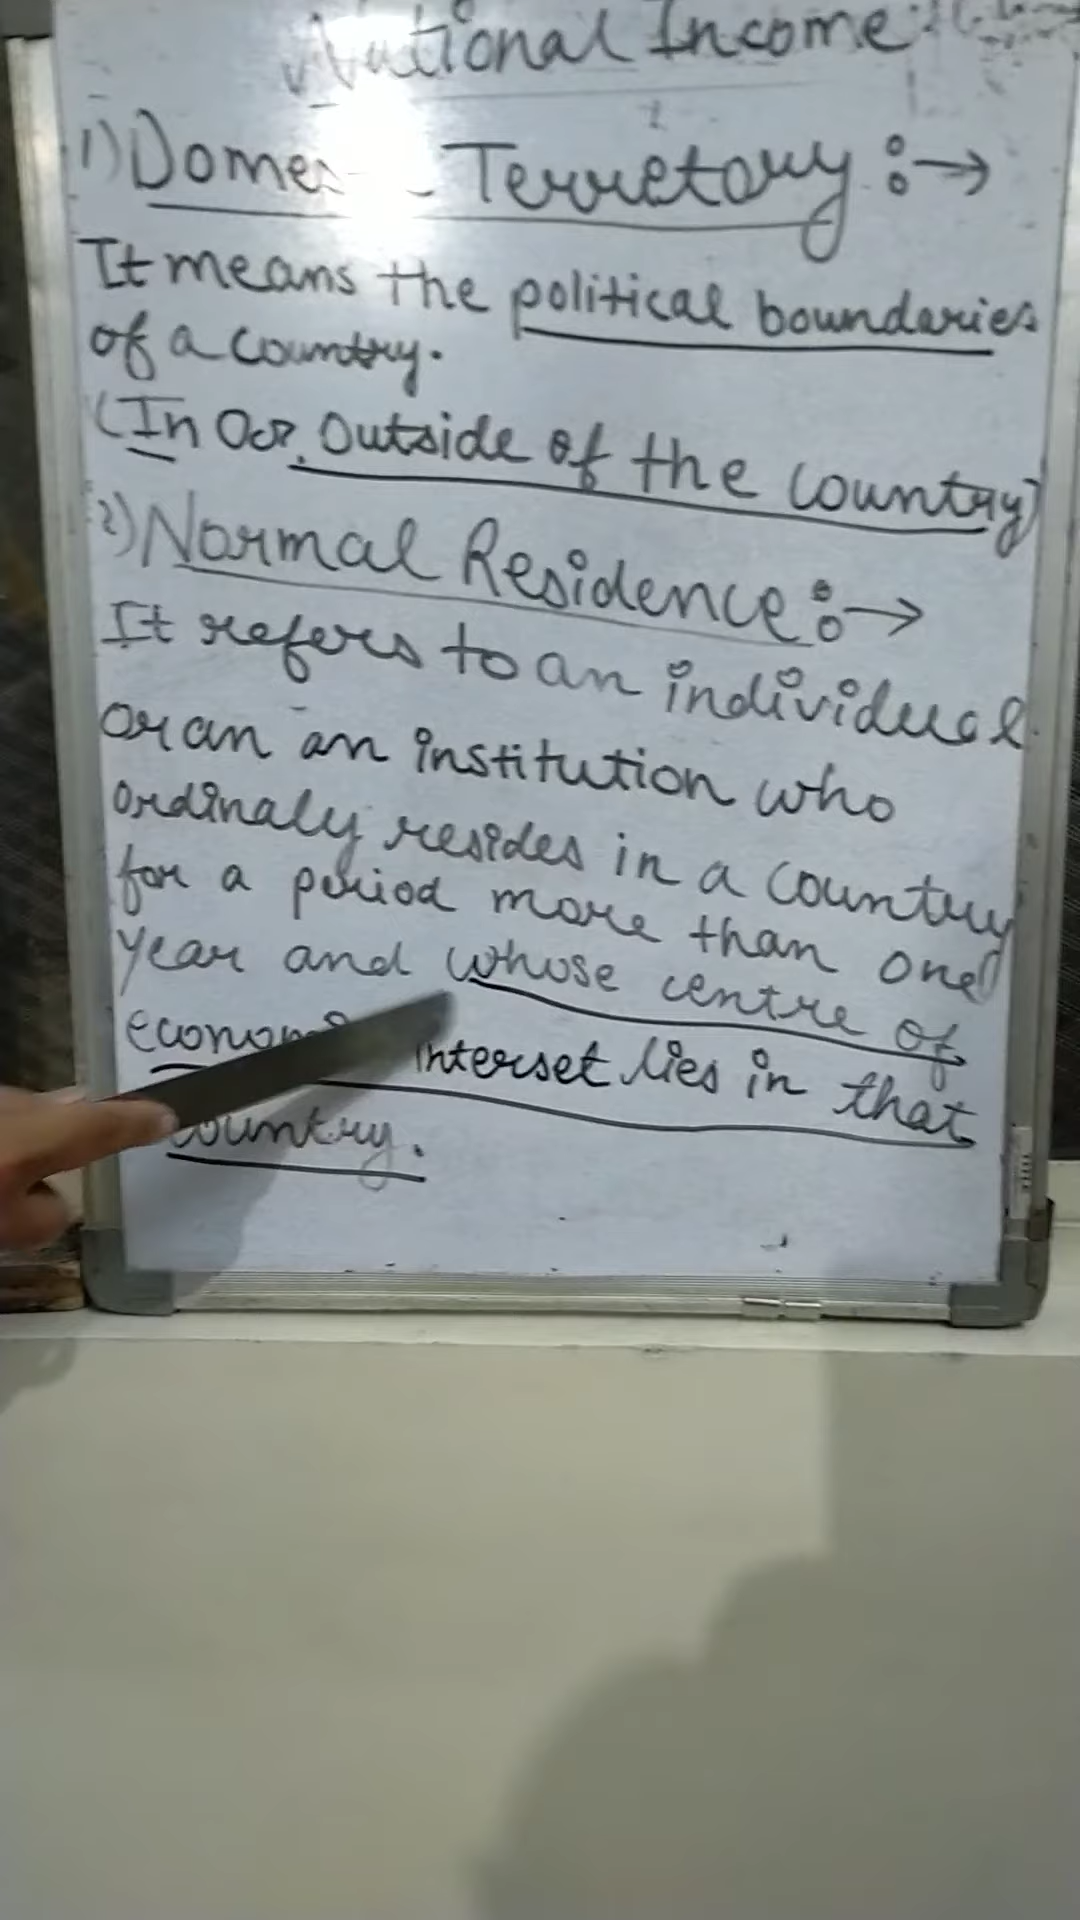 National Income:
1) Domes Terretory :→
It means the political boundaries
of a country.
(In Or, outside of the country)
2) Normal Residence :→
It refers to an individual
or an an institution who
ordinaly resides in a country
for a period more than one
year and whose centre of
econom interset lies in that
country.